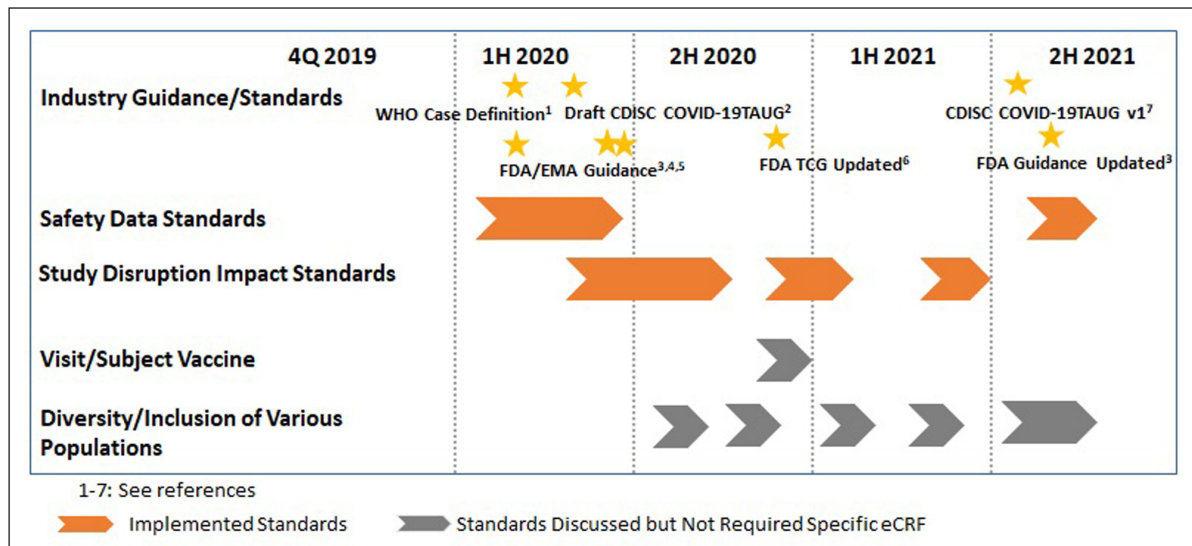 4Q 2019 1H 2020 2H 2020 1H 2021 2H 2021
Industry Guidance/Standards
WHO Case Definition¹ Draft CDISC COVID-19TAUG² CDISC COVID-19TAUG v1⁷
FDA/EMA Guidance³,⁴,⁵ FDA TCG Updated⁶ FDA Guidance Updated³
Safety Data Standards
Study Disruption Impact Standards
Visit/Subject Vaccine
Diversity/Inclusion of Various
Populations
1-7: See references
Implemented Standards Standards Discussed but Not Required Specific eCRF